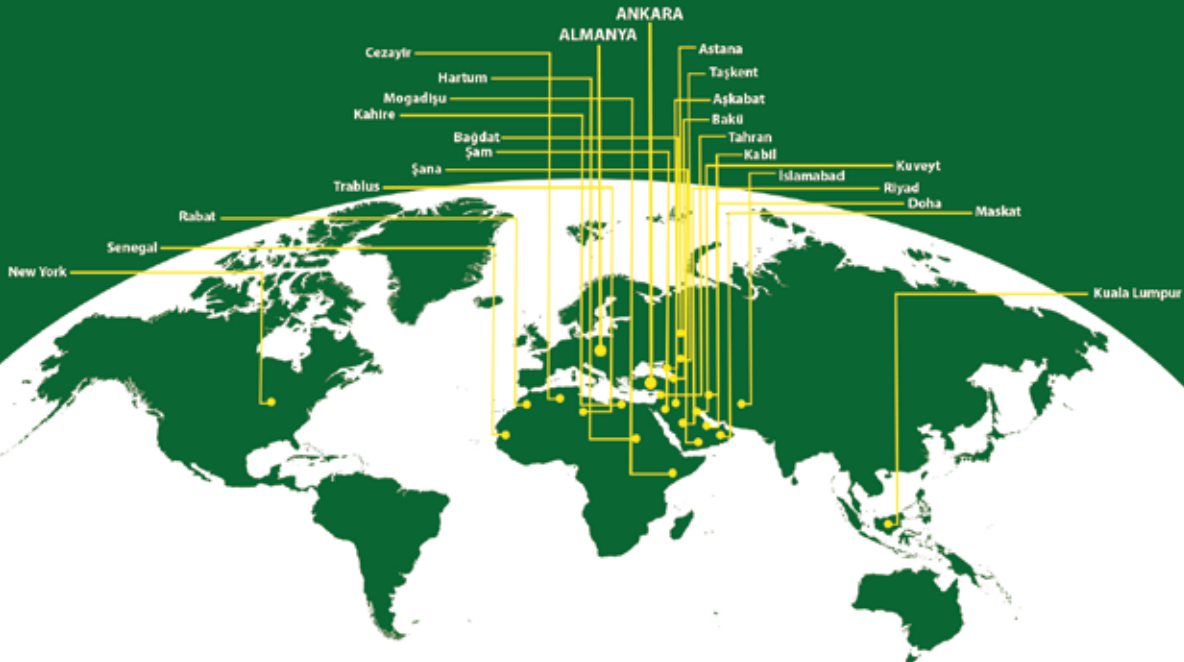 ANKARA
ALMANYA
Cezayir
Astana
Hartum
Taşkent
Mogadişu
Aşkabat
Kahire
Bakü
Bağdat
Tahran
Şam
Kabil
Şana
Kuveyt
İslamabad
Trablus
Riyad
Doha
Rabat
Maskat
Senegal
New York
Kuala Lumpur